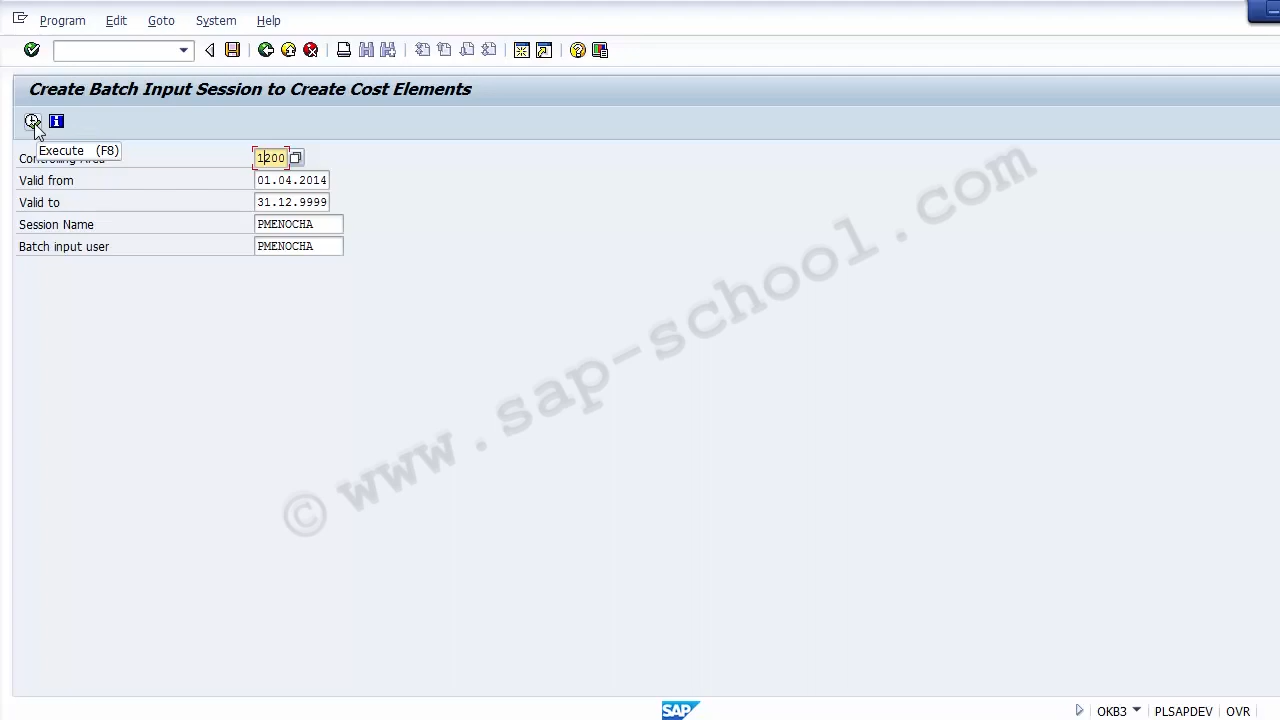 Program Edit Goto System Help
Create Batch Input Session to Create Cost Elements
Execute (F8)
Controlling Area 1200
Valid from 01.04.2014
Valid to 31.12.9999
Session Name PMENOCHA
Batch input user PMENOCHA
© www.sap-school.com
SAP
OKB3 PLSAPDEV OVR